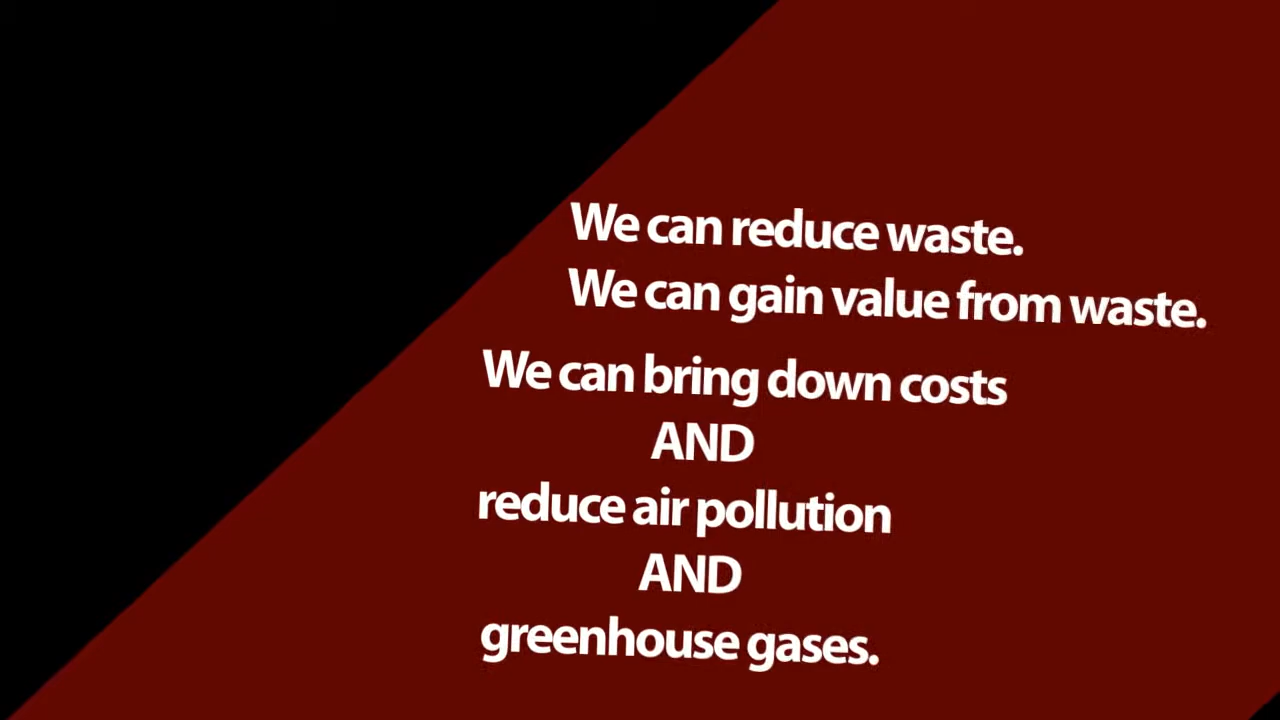 We can reduce waste.
We can gain value from waste.
We can bring down costs
AND
reduce air pollution
AND
greenhouse gases.